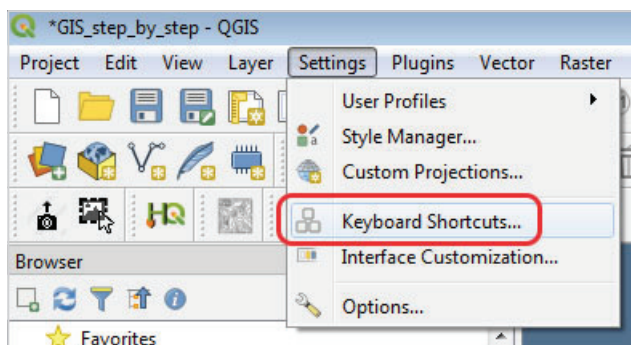 *GIS_step_by_step - QGIS
Project Edit View Layer Settings Plugins Vector Raster
User Profiles
Style Manager...
Custom Projections...
Keyboard Shortcuts...
Interface Customization...
Options...
Browser
Favorites